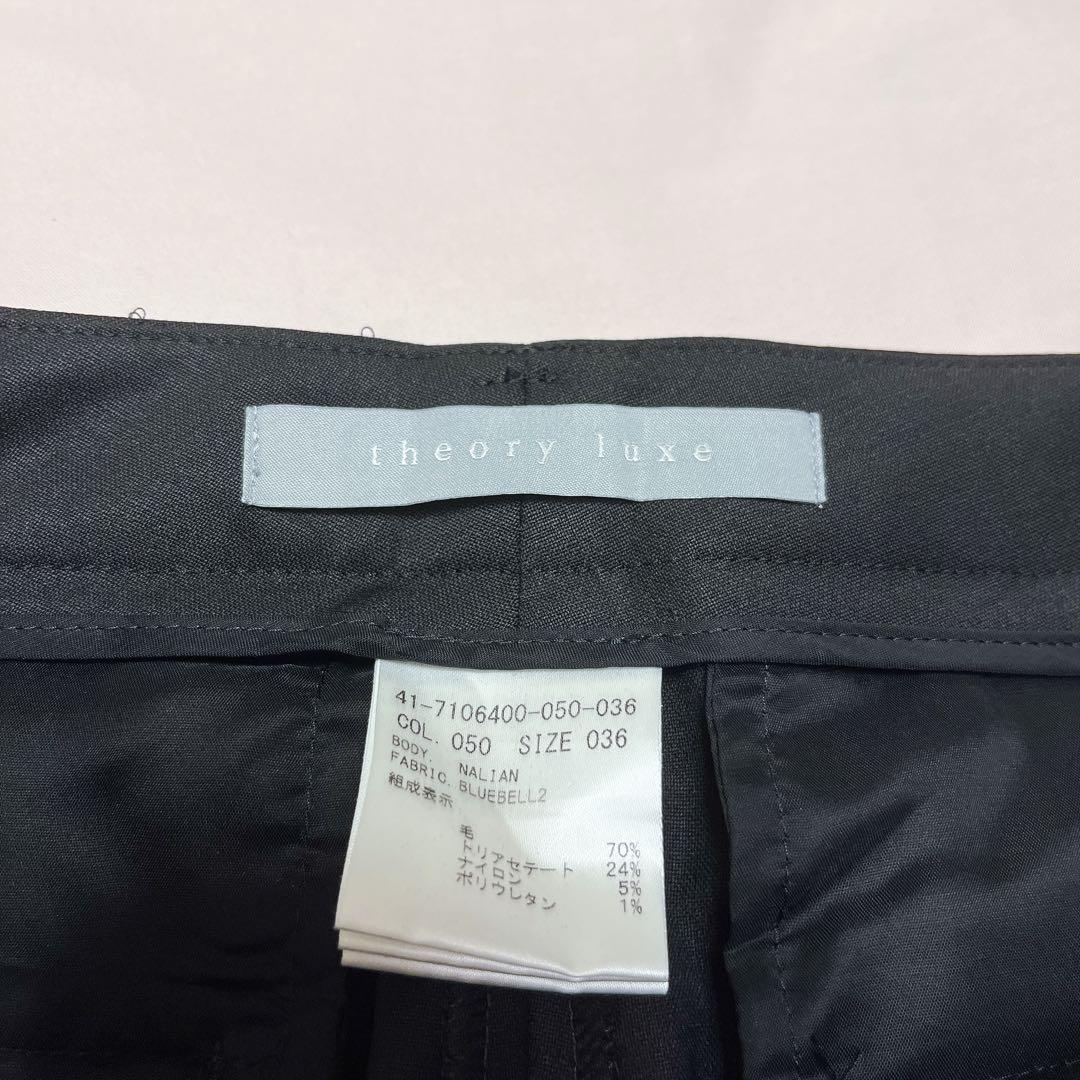 theory luxe
41-7106400-050-036
COL. 050 SIZE 036
BODY. NALIAN
FABRIC. BLUEBELL2
組成表示
毛 70%
トリアセテート 24%
ナイロン 5%
ポリウレタン 1%